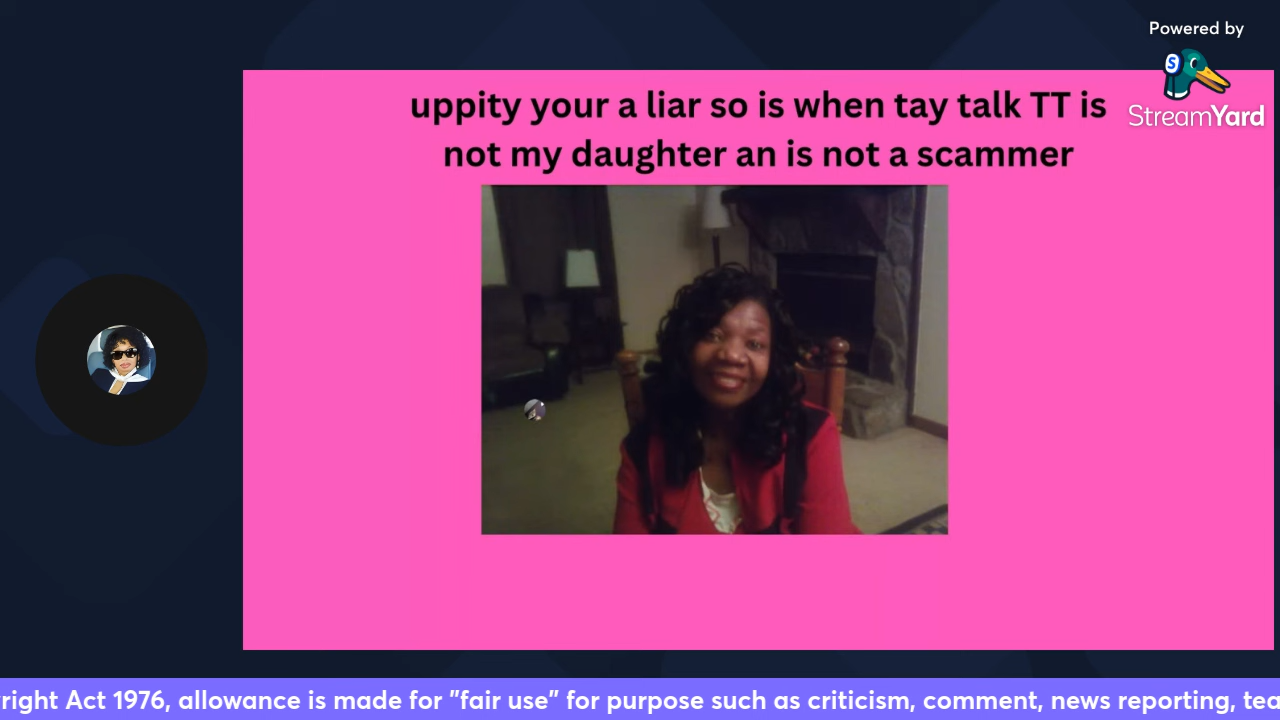 Powered by
S
StreamYard
uppity your a liar so is when tay talk TT is
not my daughter an is not a scammer
right Act 1976, allowance is made for "fair use" for purpose such as criticism, comment, news reporting, tea